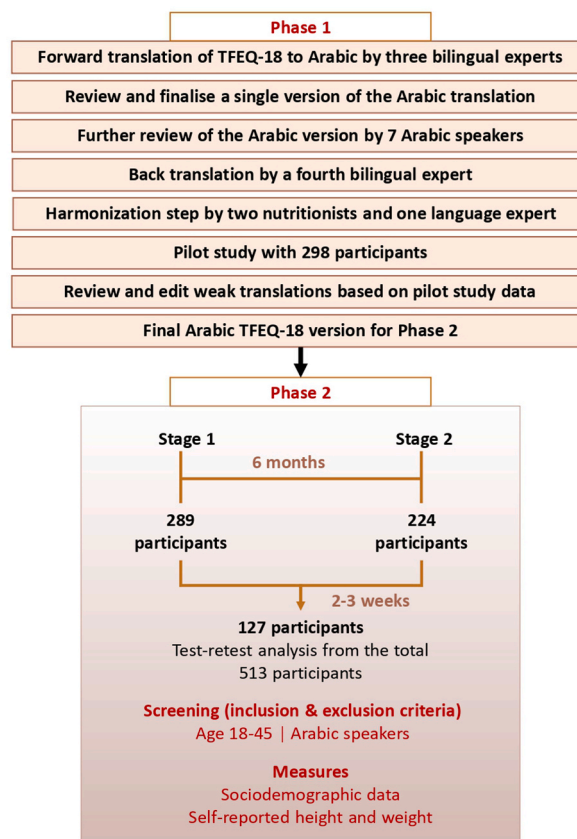 Phase 1
Forward translation of TFEQ-18 to Arabic by three bilingual experts
Review and finalise a single version of the Arabic translation
Further review of the Arabic version by 7 Arabic speakers
Back translation by a fourth bilingual expert
Harmonization step by two nutritionists and one language expert
Pilot study with 298 participants
Review and edit weak translations based on pilot study data
Final Arabic TFEQ-18 version for Phase 2
Phase 2
Stage 1 Stage 2
6 months
289 224
participants participants
2-3 weeks
127 participants
Test-retest analysis from the total
513 participants
Screening (inclusion & exclusion criteria)
Age 18-45 | Arabic speakers
Measures
Sociodemographic data
Self-reported height and weight